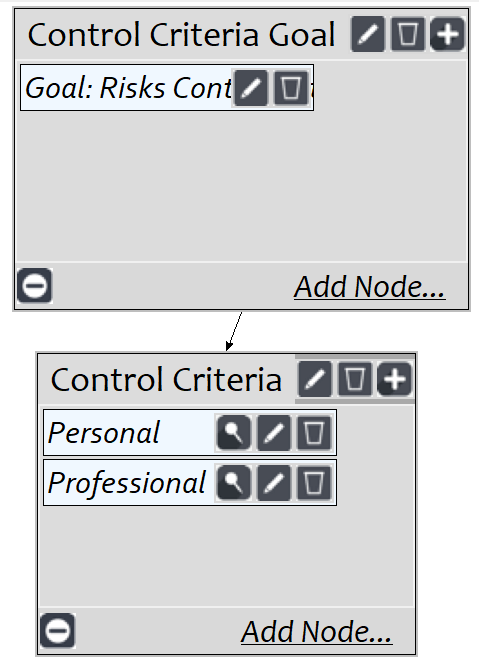 Control Criteria Goal
Goal: Risks Cont
Add Node...
Control Criteria
Personal
Professional
Add Node...